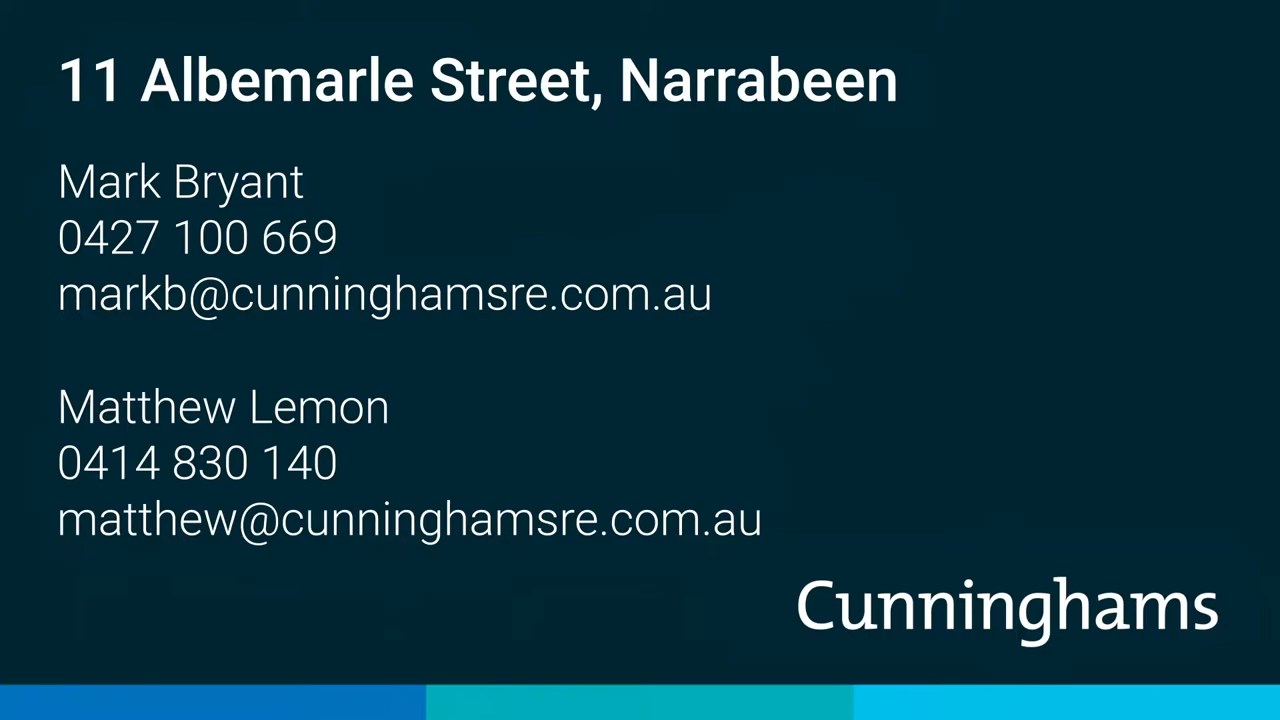 11 Albemarle Street, Narrabeen
Mark Bryant
0427 100 669
markb@cunninghamsre.com.au
Matthew Lemon
0414 830 140
matthew@cunninghamsre.com.au
Cunninghams